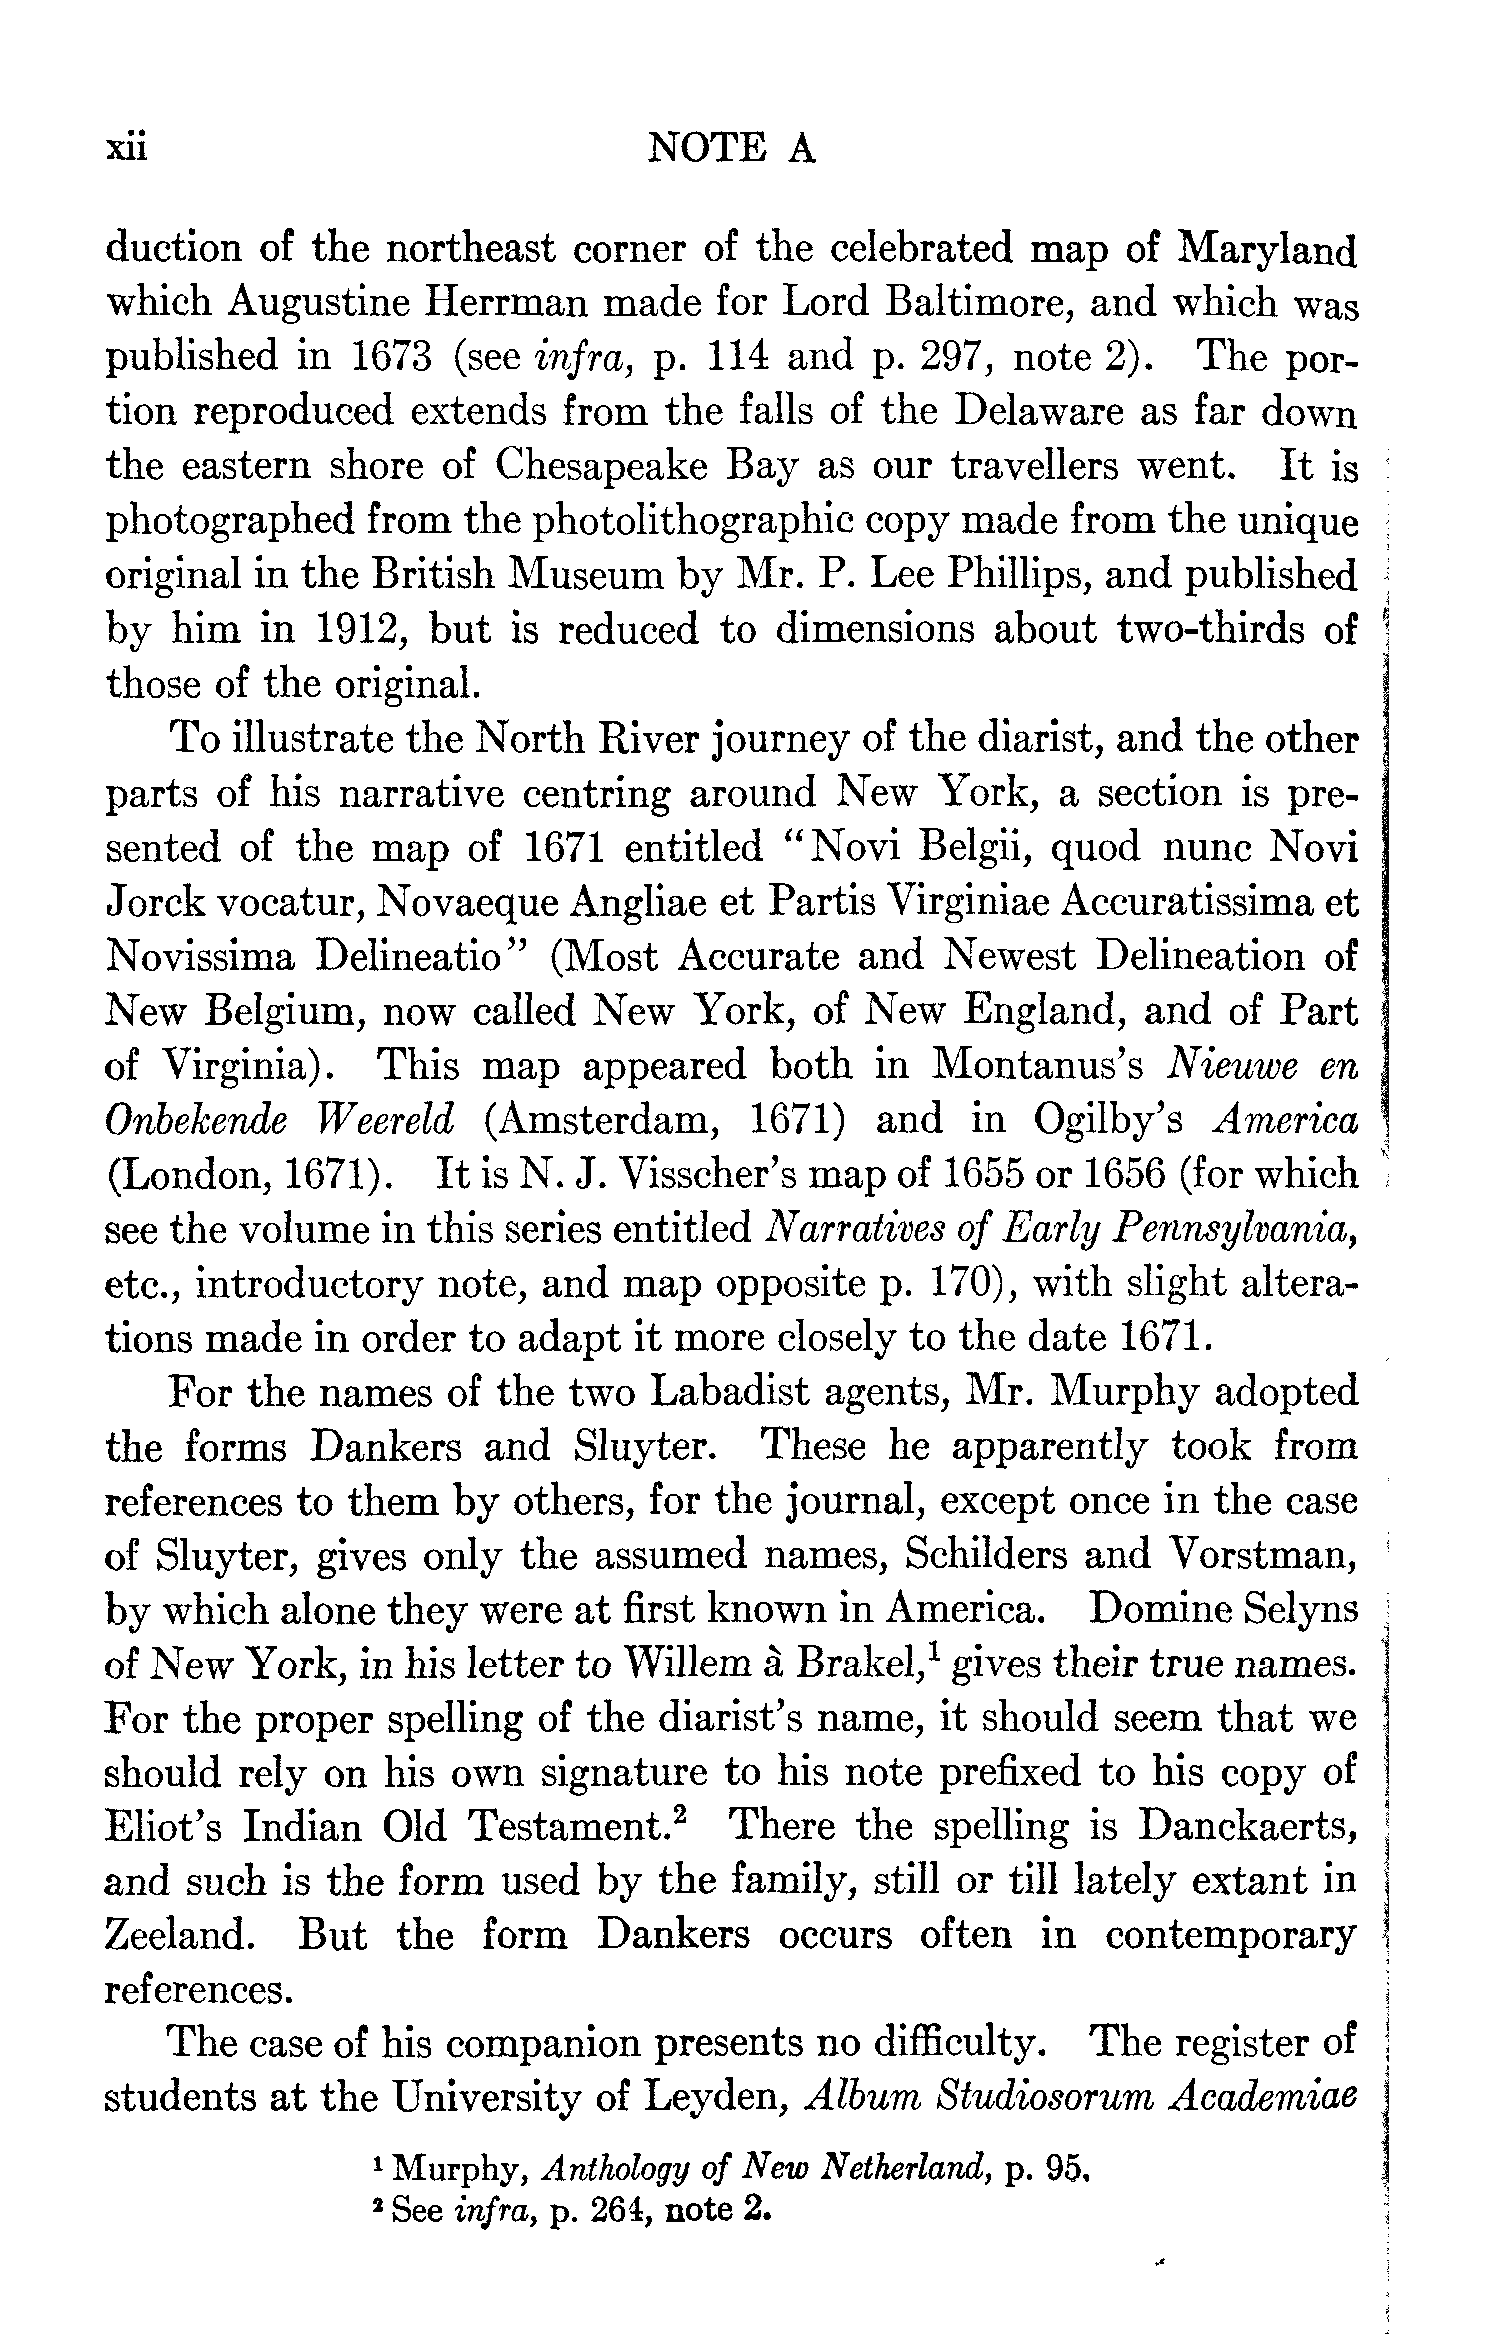 xii NOTE A
duction of the northeast corner of the celebrated map of Maryland
which Augustine Herrman made for Lord Baltimore, and which was
published in 1673 (see infra, p. 114 and p. 297, note 2). The por-
tion reproduced extends from the falls of the Delaware as far down
the eastern shore of Chesapeake Bay as our travellers went. It is
photographed from the photolithographic copy made from the unique
original in the British Museum by Mr. P. Lee Phillips, and published
by him in 1912, but is reduced to dimensions about two-thirds of
those of the original.
To illustrate the North River journey of the diarist, and the other
parts of his narrative centring around New York, a section is pre-
sented of the map of 1671 entitled “Novi Belgii, quod nunc Novi
Jorck vocatur, Novaeque Angliae et Partis Virginiae Accuratissima et
Novissima Delineatio” (Most Accurate and Newest Delineation of
New Belgium, now called New York, of New England, and of Part
of Virginia). This map appeared both in Montanus’s Nieuwe en
Onbekende Weereld (Amsterdam, 1671) and in Ogilby’s America
(London, 1671). It is N. J. Visscher’s map of 1655 or 1656 (for which
see the volume in this series entitled Narratives of Early Pennsylvania,
etc., introductory note, and map opposite p. 170), with slight altera-
tions made in order to adapt it more closely to the date 1671.
For the names of the two Labadist agents, Mr. Murphy adopted
the forms Dankers and Sluyter. These he apparently took from
references to them by others, for the journal, except once in the case
of Sluyter, gives only the assumed names, Schilders and Vorstman,
by which alone they were at first known in America. Domine Selyns
of New York, in his letter to Willem à Brakel,¹ gives their true names.
For the proper spelling of the diarist’s name, it should seem that we
should rely on his own signature to his note prefixed to his copy of
Eliot’s Indian Old Testament.² There the spelling is Danckaerts,
and such is the form used by the family, still or till lately extant in
Zeeland. But the form Dankers occurs often in contemporary
references.
The case of his companion presents no difficulty. The register of
students at the University of Leyden, Album Studiosorum Academiae
¹ Murphy, Anthology of New Netherland, p. 95.
² See infra, p. 264, note 2.